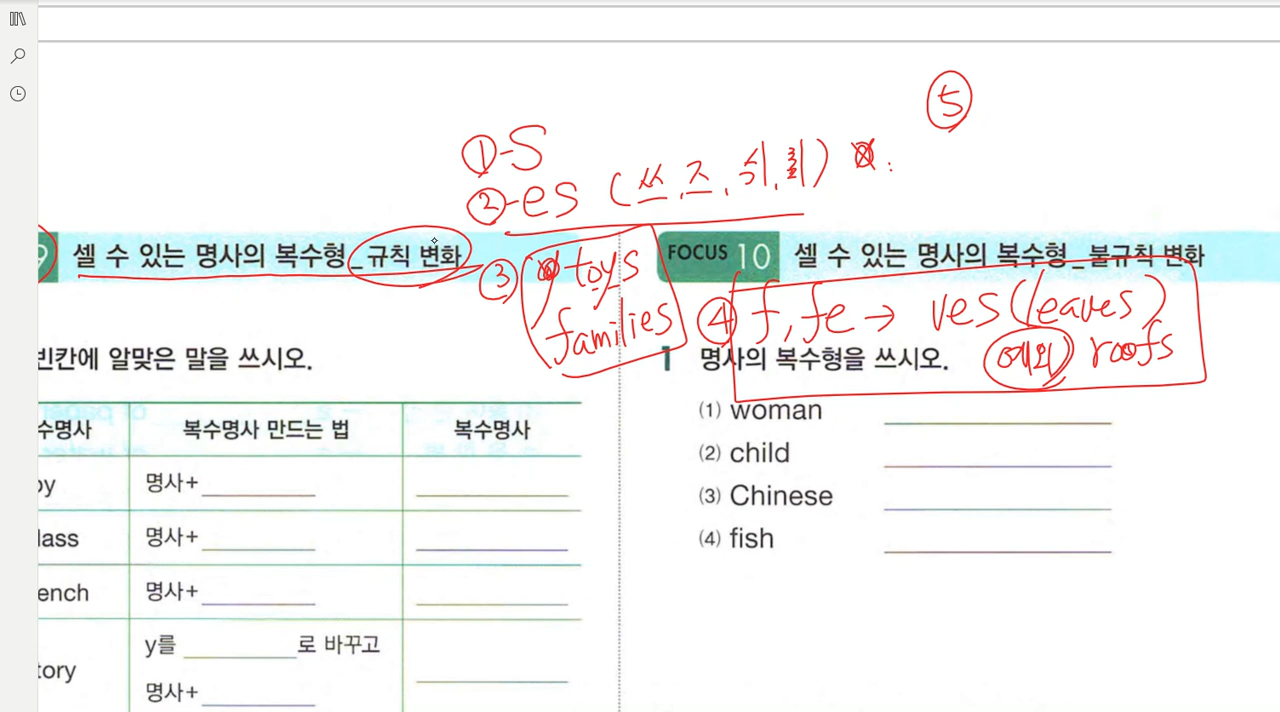 ⑤
①-S
②-es (쓰, 즈, 쉬, 취)
9 셀 수 있는 명사의 복수형_규칙 변화
③ y toys
families
빈칸에 알맞은 말을 쓰시오.
수명사 복수명사 만드는 법 복수명사
oy 명사+
lass 명사+
ench 명사+
tory y를 로 바꾸고
명사+
FOCUS 10 셀 수 있는 명사의 복수형_불규칙 변화
④ f, fe → ves (leaves)
예외 roofs
1 명사의 복수형을 쓰시오.
(1) woman
(2) child
(3) Chinese
(4) fish